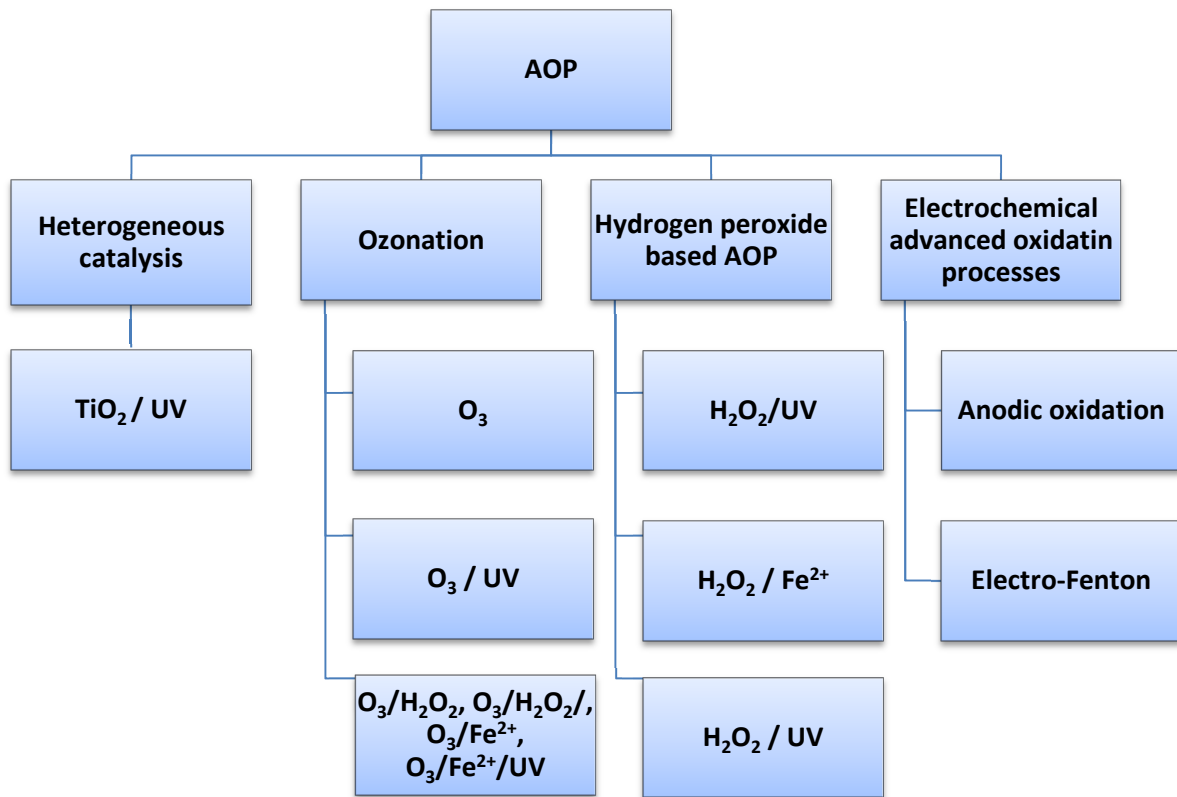 AOP
Heterogeneous
catalysis
Ozonation
Hydrogen peroxide
based AOP
Electrochemical
advanced oxidatin
processes
TiO₂ / UV
O₃
H₂O₂/UV
Anodic oxidation
O₃ / UV
H₂O₂ / Fe²⁺
Electro-Fenton
O₃/H₂O₂, O₃/H₂O₂/,
O₃/Fe²⁺,
O₃/Fe²⁺/UV
H₂O₂ / UV